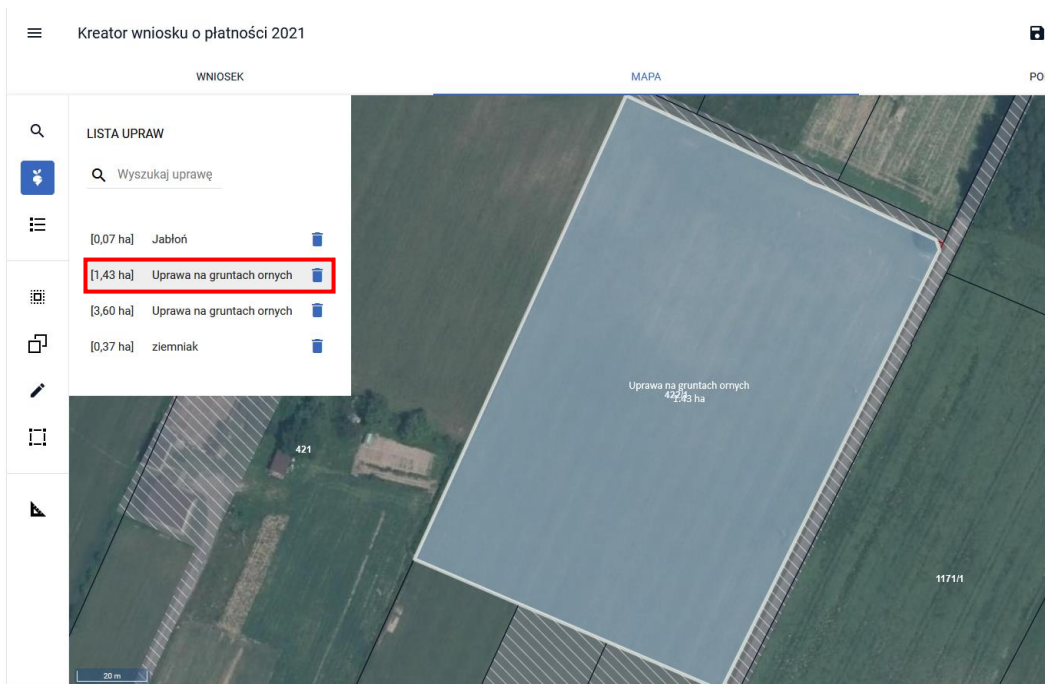 Kreator wniosku o płatności 2021
WNIOSEK
MAPA
PO
LISTA UPRAW
Wyszukaj uprawę
[0,07 ha] Jabłoń
[1,43 ha] Uprawa na gruntach ornych
[3,60 ha] Uprawa na gruntach ornych
[0,37 ha] ziemniak
Uprawa na gruntach ornych
1.43 ha
421
1171/1
20 m